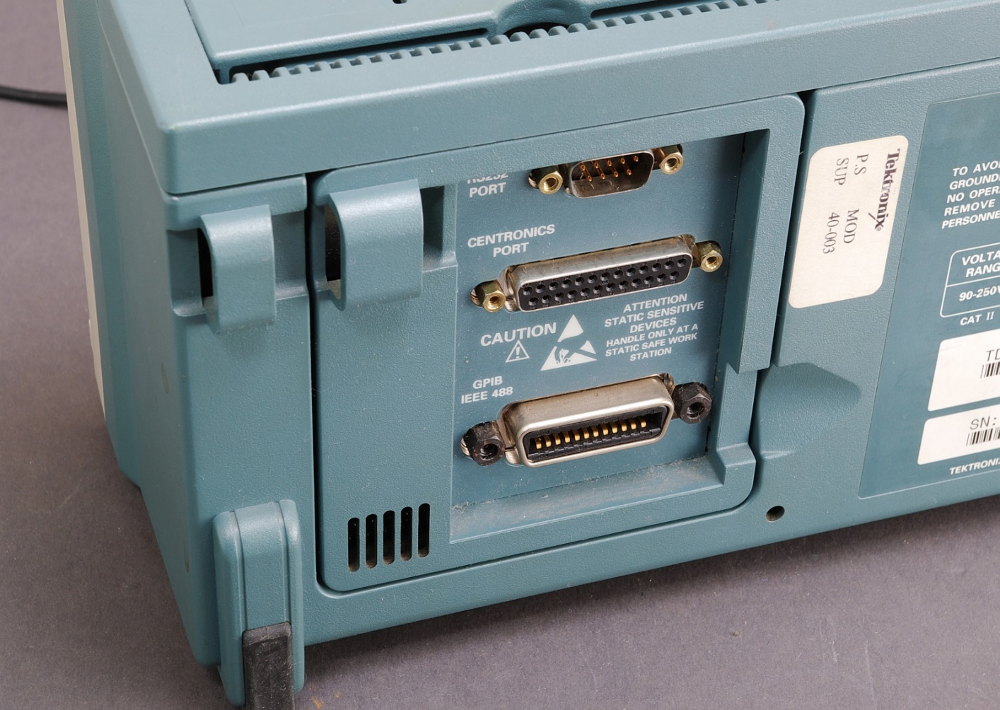 RS232
PORT
CENTRONICS
PORT
ATTENTION
STATIC SENSITIVE
DEVICES
HANDLE ONLY AT A
STATIC SAFE WORK
STATION
CAUTION
GPIB
IEEE 488
Tektronix
P.S MOD
SUP 40-003
TO AVO
GROUND
NO OPER
REMOVE
PERSONNE
VOLTA
RANG
90-250V
CAT II
SN:
TEKTRONIX